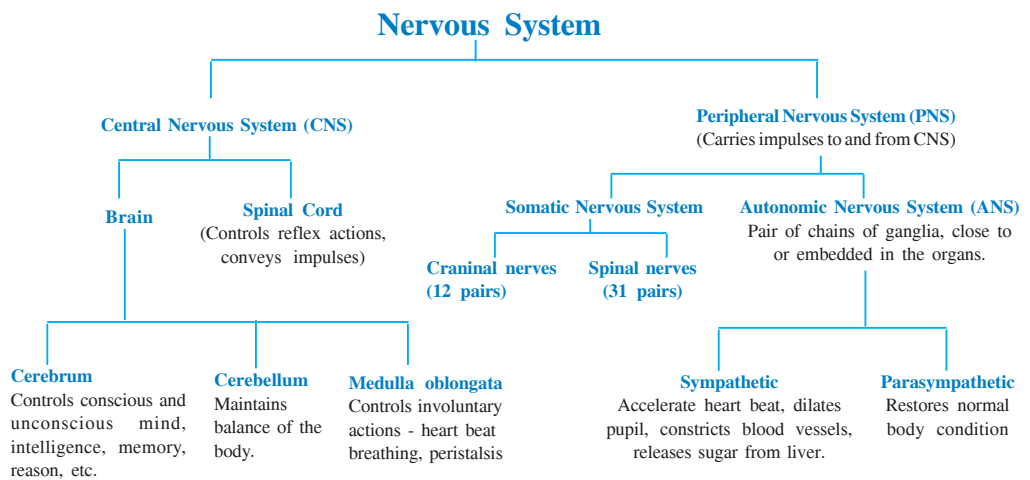 Nervous System
Central Nervous System (CNS)
Peripheral Nervous System (PNS)
(Carries impulses to and from CNS)
Brain
Spinal Cord
(Controls reflex actions,
conveys impulses)
Somatic Nervous System
Autonomic Nervous System (ANS)
Pair of chains of ganglia, close to
or embedded in the organs.
Craninal nerves
(12 pairs)
Spinal nerves
(31 pairs)
Cerebrum
Controls conscious and
unconscious mind,
intelligence, memory,
reason, etc.
Cerebellum
Maintains
balance of the
body.
Medulla oblongata
Controls involuntary
actions - heart beat
breathing, peristalsis
Sympathetic
Accelerate heart beat, dilates
pupil, constricts blood vessels,
releases sugar from liver.
Parasympathetic
Restores normal
body condition